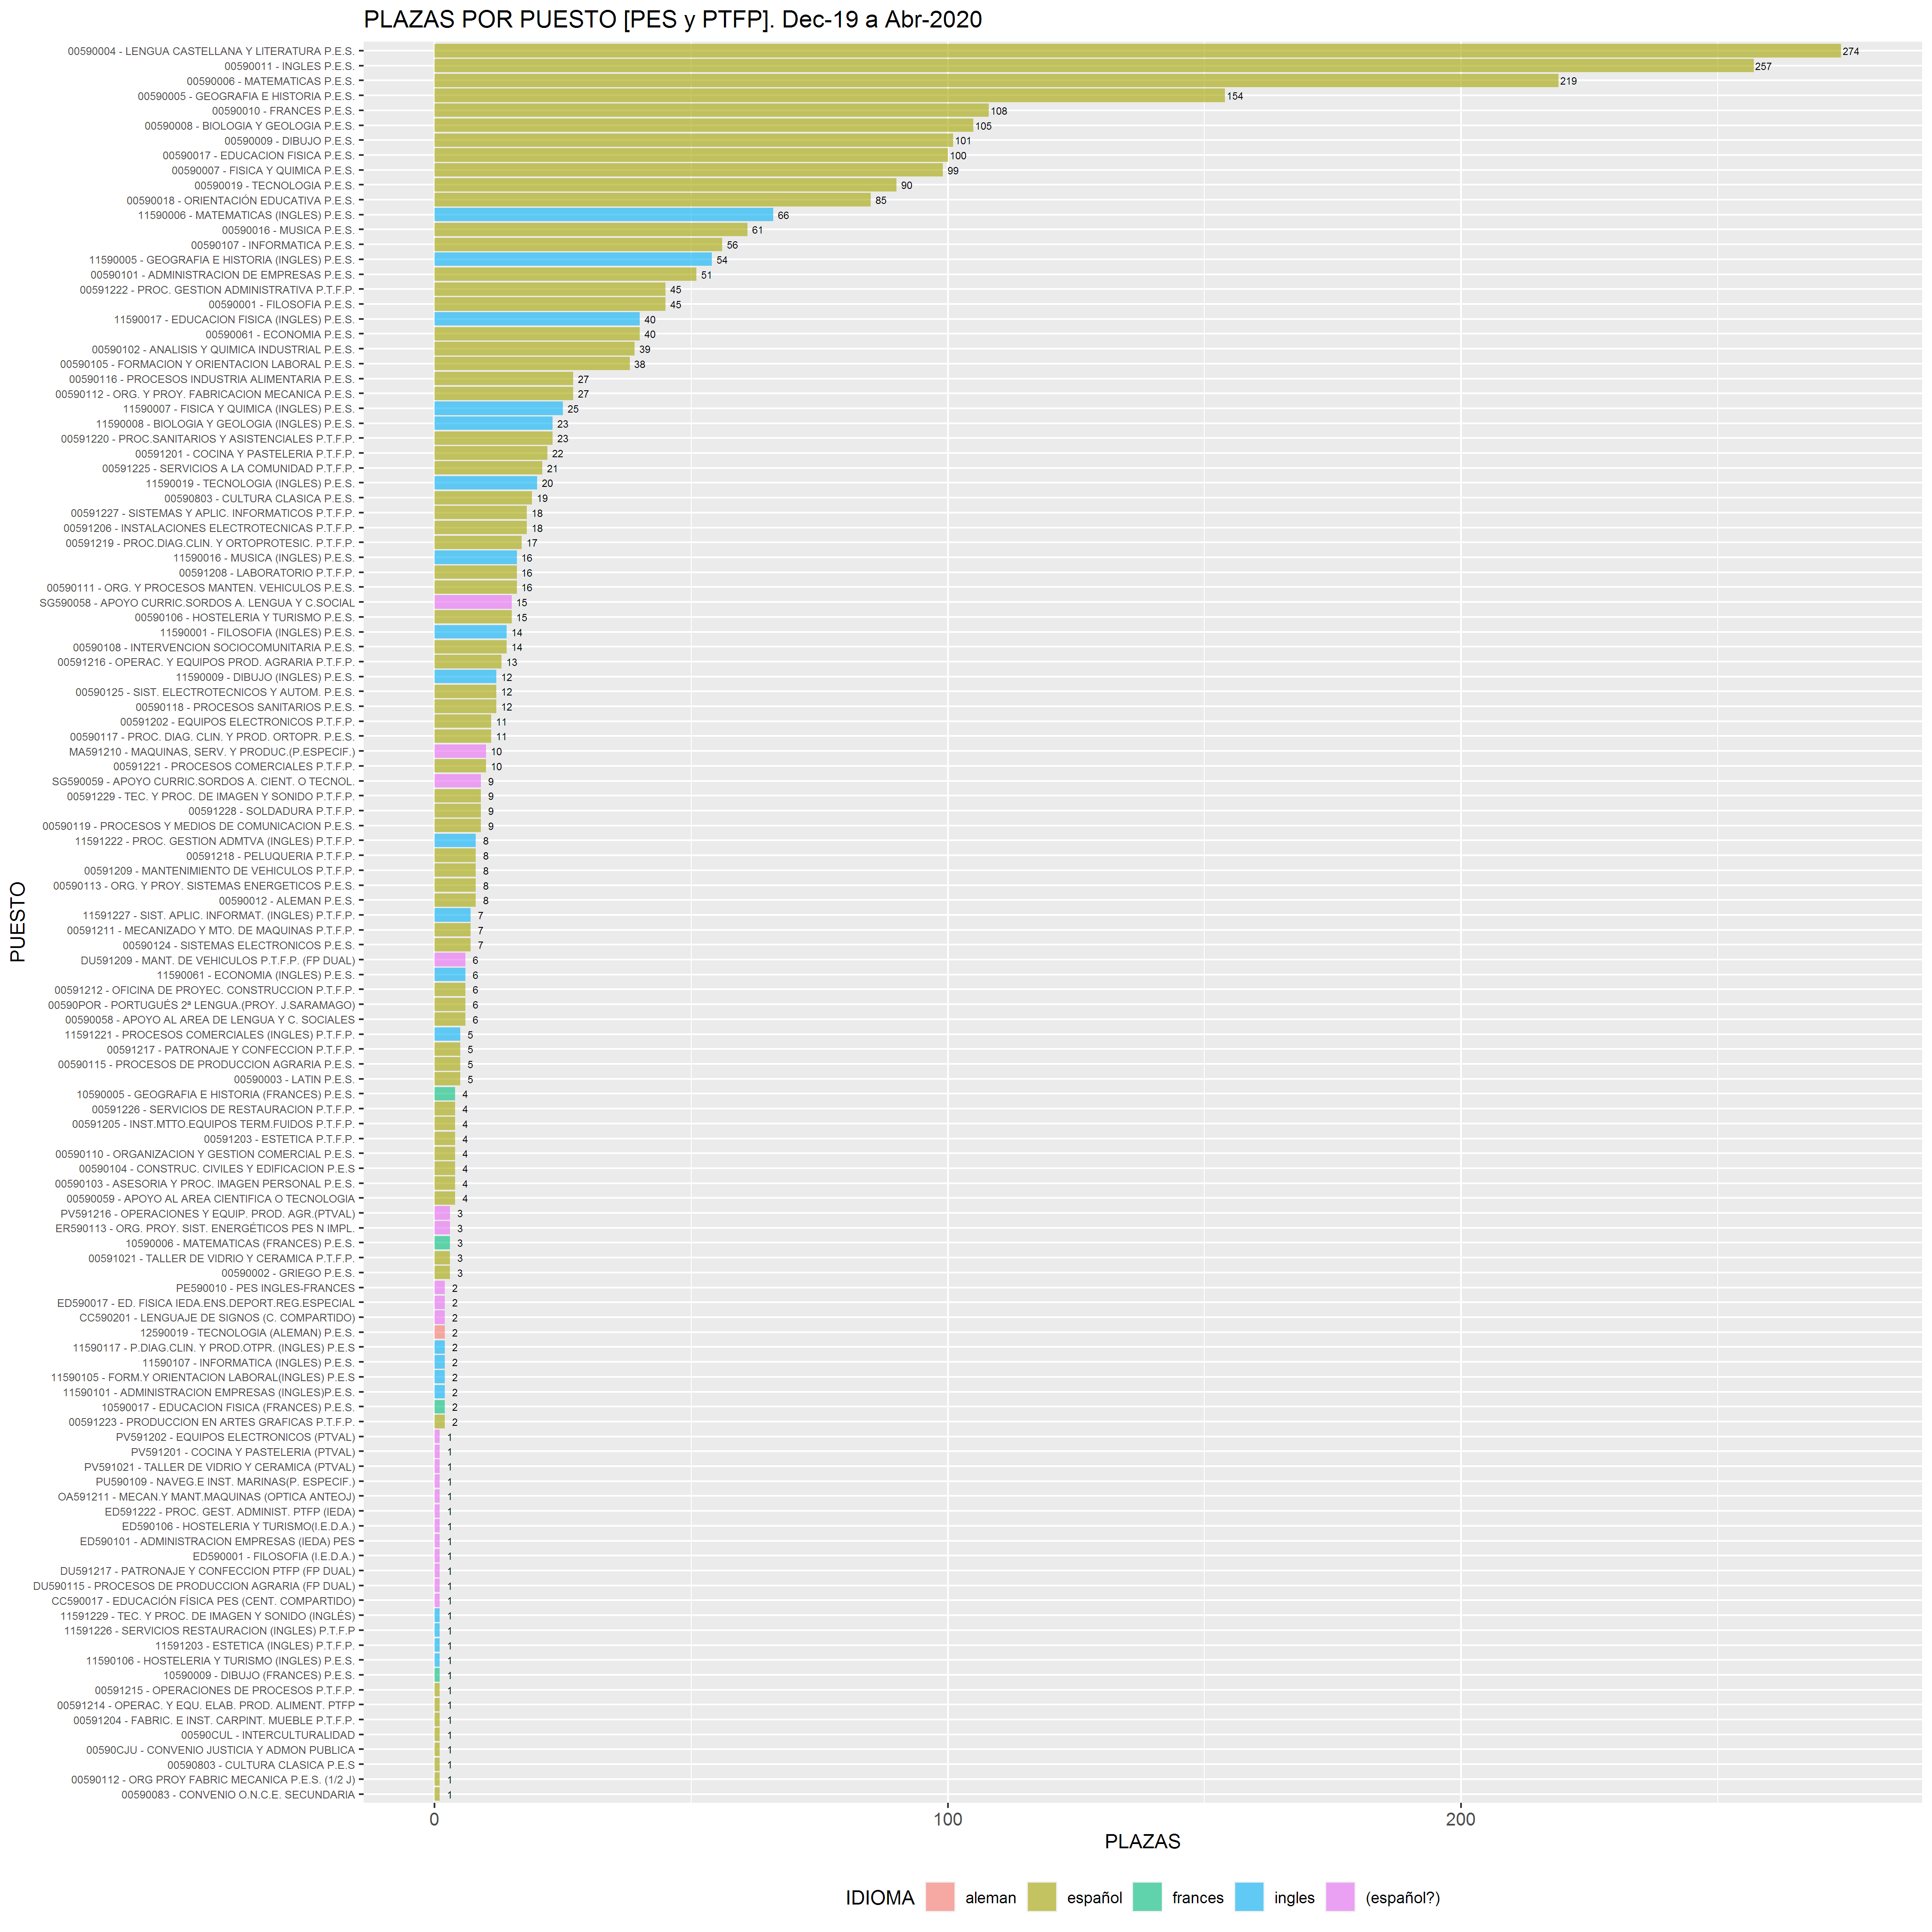 PLAZAS POR PUESTO [PES y PTFP]. Dec-19 a Abr-2020
00590004 - LENGUA CASTELLANA Y LITERATURA P.E.S. 274
00590011 - INGLES P.E.S. 257
00590006 - MATEMATICAS P.E.S. 219
00590005 - GEOGRAFIA E HISTORIA P.E.S. 154
00590010 - FRANCES P.E.S. 108
00590008 - BIOLOGIA Y GEOLOGIA P.E.S. 105
00590009 - DIBUJO P.E.S. 101
00590017 - EDUCACION FISICA P.E.S. 100
00590007 - FISICA Y QUIMICA P.E.S. 99
00590019 - TECNOLOGIA P.E.S. 90
00590018 - ORIENTACIÓN EDUCATIVA P.E.S. 85
11590006 - MATEMATICAS (INGLES) P.E.S. 66
00590016 - MUSICA P.E.S. 61
00590107 - INFORMATICA P.E.S. 56
11590005 - GEOGRAFIA E HISTORIA (INGLES) P.E.S. 54
00590101 - ADMINISTRACION DE EMPRESAS P.E.S. 51
00591222 - PROC. GESTION ADMINISTRATIVA P.T.F.P. 45
00590001 - FILOSOFIA P.E.S. 45
11590017 - EDUCACION FISICA (INGLES) P.E.S. 40
00590061 - ECONOMIA P.E.S. 40
00590102 - ANALISIS Y QUIMICA INDUSTRIAL P.E.S. 39
00590105 - FORMACION Y ORIENTACION LABORAL P.E.S. 38
00590116 - PROCESOS INDUSTRIA ALIMENTARIA P.E.S. 27
00590112 - ORG. Y PROY. FABRICACION MECANICA P.E.S. 27
11590007 - FISICA Y QUIMICA (INGLES) P.E.S. 25
11590008 - BIOLOGIA Y GEOLOGIA (INGLES) P.E.S. 23
00591220 - PROC.SANITARIOS Y ASISTENCIALES P.T.F.P. 23
00591201 - COCINA Y PASTELERIA P.T.F.P. 22
00591225 - SERVICIOS A LA COMUNIDAD P.T.F.P. 21
11590019 - TECNOLOGIA (INGLES) P.E.S. 20
00590803 - CULTURA CLASICA P.E.S. 19
00591227 - SISTEMAS Y APLIC. INFORMATICOS P.T.F.P. 18
00591206 - INSTALACIONES ELECTROTECNICAS P.T.F.P. 18
00591219 - PROC.DIAG.CLIN. Y ORTOPROTESIC. P.T.F.P. 17
11590016 - MUSICA (INGLES) P.E.S. 16
00591208 - LABORATORIO P.T.F.P. 16
00590111 - ORG. Y PROCESOS MANTEN. VEHICULOS P.E.S. 16
SG590058 - APOYO CURRIC.SORDOS A. LENGUA Y C.SOCIAL 15
00590106 - HOSTELERIA Y TURISMO P.E.S. 15
11590001 - FILOSOFIA (INGLES) P.E.S. 14
00590108 - INTERVENCION SOCIOCOMUNITARIA P.E.S. 14
00591216 - OPERAC. Y EQUIPOS PROD. AGRARIA P.T.F.P. 13
11590009 - DIBUJO (INGLES) P.E.S. 12
00590125 - SIST. ELECTROTECNICOS Y AUTOM. P.E.S. 12
00590118 - PROCESOS SANITARIOS P.E.S. 12
00591202 - EQUIPOS ELECTRONICOS P.T.F.P. 11
00590117 - PROC. DIAG. CLIN. Y PROD. ORTOPR. P.E.S. 11
MA591210 - MAQUINAS, SERV. Y PRODUC.(P.ESPECIF.) 10
00591221 - PROCESOS COMERCIALES P.T.F.P. 10
SG590059 - APOYO CURRIC.SORDOS A. CIENT. O TECNOL. 9
00591229 - TEC. Y PROC. DE IMAGEN Y SONIDO P.T.F.P. 9
00591228 - SOLDADURA P.T.F.P. 9
00590119 - PROCESOS Y MEDIOS DE COMUNICACION P.E.S. 9
11591222 - PROC. GESTION ADMTVA (INGLES) P.T.F.P. 8
00591218 - PELUQUERIA P.T.F.P. 8
00591209 - MANTENIMIENTO DE VEHICULOS P.T.F.P. 8
00590113 - ORG. Y PROY. SISTEMAS ENERGETICOS P.E.S. 8
00590012 - ALEMAN P.E.S. 8
11591227 - SIST. APLIC. INFORMAT. (INGLES) P.T.F.P. 7
00591211 - MECANIZADO Y MTO. DE MAQUINAS P.T.F.P. 7
00590124 - SISTEMAS ELECTRONICOS P.E.S. 7
DU591209 - MANT. DE VEHICULOS P.T.F.P. (FP DUAL) 6
11590061 - ECONOMIA (INGLES) P.E.S. 6
00591212 - OFICINA DE PROYEC. CONSTRUCCION P.T.F.P. 6
00590POR - PORTUGUÉS 2ª LENGUA.(PROY. J.SARAMAGO) 6
00590058 - APOYO AL AREA DE LENGUA Y C. SOCIALES 6
11591221 - PROCESOS COMERCIALES (INGLES) P.T.F.P. 5
00591217 - PATRONAJE Y CONFECCION P.T.F.P. 5
00590115 - PROCESOS DE PRODUCCION AGRARIA P.E.S. 5
00590003 - LATIN P.E.S. 5
10590005 - GEOGRAFIA E HISTORIA (FRANCES) P.E.S. 4
00591226 - SERVICIOS DE RESTAURACION P.T.F.P. 4
00591205 - INST.MTTO.EQUIPOS TERM.FUIDOS P.T.F.P. 4
00591203 - ESTETICA P.T.F.P. 4
00590110 - ORGANIZACION Y GESTION COMERCIAL P.E.S. 4
00590104 - CONSTRUC. CIVILES Y EDIFICACION P.E.S 4
00590103 - ASESORIA Y PROC. IMAGEN PERSONAL P.E.S. 4
00590059 - APOYO AL AREA CIENTIFICA O TECNOLOGIA 4
PV591216 - OPERACIONES Y EQUIP. PROD. AGR.(PTVAL) 3
ER590113 - ORG. PROY. SIST. ENERGÉTICOS PES N IMPL. 3
10590006 - MATEMATICAS (FRANCES) P.E.S. 3
00591021 - TALLER DE VIDRIO Y CERAMICA P.T.F.P. 3
00590002 - GRIEGO P.E.S. 3
PE590010 - PES INGLES-FRANCES 2
ED590017 - ED. FISICA IEDA.ENS.DEPORT.REG.ESPECIAL 2
CC590201 - LENGUAJE DE SIGNOS (C. COMPARTIDO) 2
12590019 - TECNOLOGIA (ALEMAN) P.E.S. 2
11590117 - P.DIAG.CLIN. Y PROD.OTPR. (INGLES) P.E.S 2
11590107 - INFORMATICA (INGLES) P.E.S. 2
11590105 - FORM.Y ORIENTACION LABORAL(INGLES) P.E.S 2
11590101 - ADMINISTRACION EMPRESAS (INGLES)P.E.S. 2
10590017 - EDUCACION FISICA (FRANCES) P.E.S. 2
00591223 - PRODUCCION EN ARTES GRAFICAS P.T.F.P. 2
PV591202 - EQUIPOS ELECTRONICOS (PTVAL) 1
PV591201 - COCINA Y PASTELERIA (PTVAL) 1
PV591021 - TALLER DE VIDRIO Y CERAMICA (PTVAL) 1
PU590109 - NAVEG.E INST. MARINAS(P. ESPECIF.) 1
OA591211 - MECAN.Y MANT.MAQUINAS (OPTICA ANTEOJ) 1
ED591222 - PROC. GEST. ADMINIST. PTFP (IEDA) 1
ED590106 - HOSTELERIA Y TURISMO(I.E.D.A.) 1
ED590101 - ADMINISTRACION EMPRESAS (IEDA) PES 1
ED590001 - FILOSOFIA (I.E.D.A.) 1
DU591217 - PATRONAJE Y CONFECCION PTFP (FP DUAL) 1
DU590115 - PROCESOS DE PRODUCCION AGRARIA (FP DUAL) 1
CC590017 - EDUCACIÓN FÍSICA PES (CENT. COMPARTIDO) 1
11591229 - TEC. Y PROC. DE IMAGEN Y SONIDO (INGLÉS) 1
11591226 - SERVICIOS RESTAURACION (INGLES) P.T.F.P 1
11591203 - ESTETICA (INGLES) P.T.F.P. 1
11590106 - HOSTELERIA Y TURISMO (INGLES) P.E.S. 1
10590009 - DIBUJO (FRANCES) P.E.S. 1
00591215 - OPERACIONES DE PROCESOS P.T.F.P. 1
00591214 - OPERAC. Y EQU. ELAB. PROD. ALIMENT. PTFP 1
00591204 - FABRIC. E INST. CARPINT. MUEBLE P.T.F.P. 1
00590CUL - INTERCULTURALIDAD 1
00590CJU - CONVENIO JUSTICIA Y ADMON PUBLICA 1
00590803 - CULTURA CLASICA P.E.S 1
00590112 - ORG PROY FABRIC MECANICA P.E.S. (1/2 J) 1
00590083 - CONVENIO O.N.C.E. SECUNDARIA 1
PUESTO
0 100 200
PLAZAS
IDIOMA aleman español frances ingles (español?)